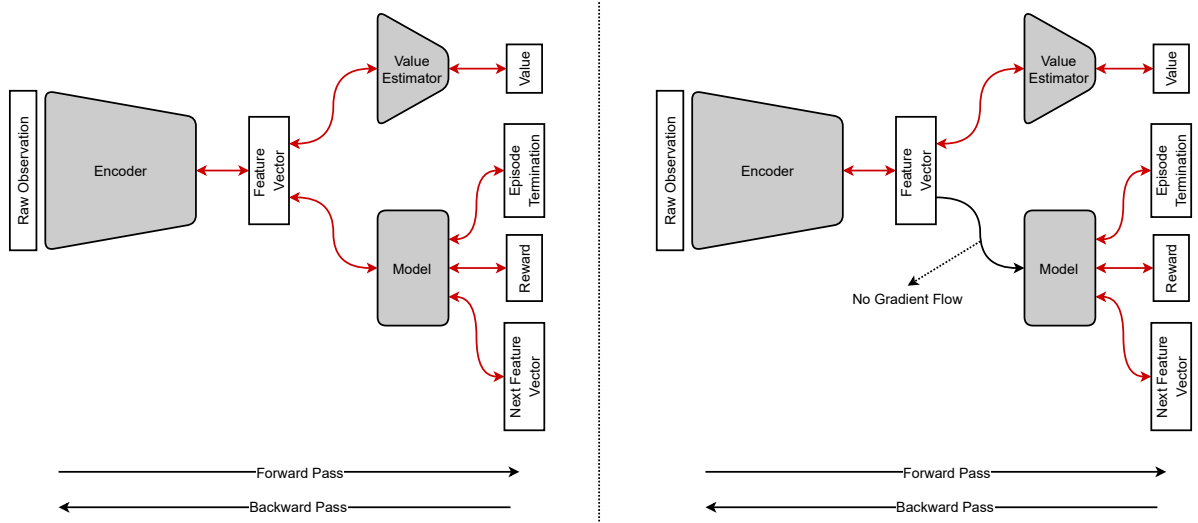 Raw Observation
Encoder
Feature
Vector
Value
Estimator
Value
Model
Episode
Termination
Reward
Next Feature
Vector
Forward Pass
Backward Pass
Raw Observation
Encoder
Feature
Vector
Value
Estimator
Value
No Gradient Flow
Model
Episode
Termination
Reward
Next Feature
Vector
Forward Pass
Backward Pass